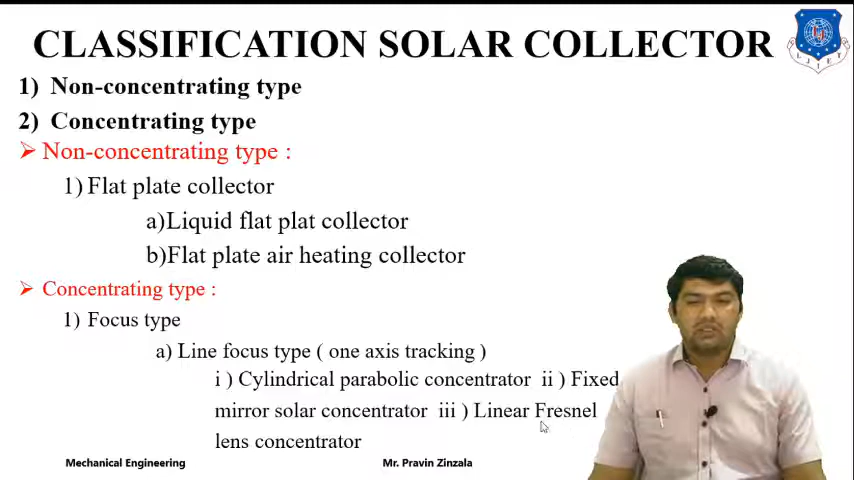 CLASSIFICATION SOLAR COLLECTOR
1) Non-concentrating type
2) Concentrating type
➢ Non-concentrating type :
1) Flat plate collector
a)Liquid flat plat collector
b)Flat plate air heating collector
➢ Concentrating type :
1) Focus type
a) Line focus type ( one axis tracking )
i ) Cylindrical parabolic concentrator ii ) Fixed
mirror solar concentrator iii ) Linear Fresnel
lens concentrator
Mechanical Engineering
Mr. Pravin Zinzala